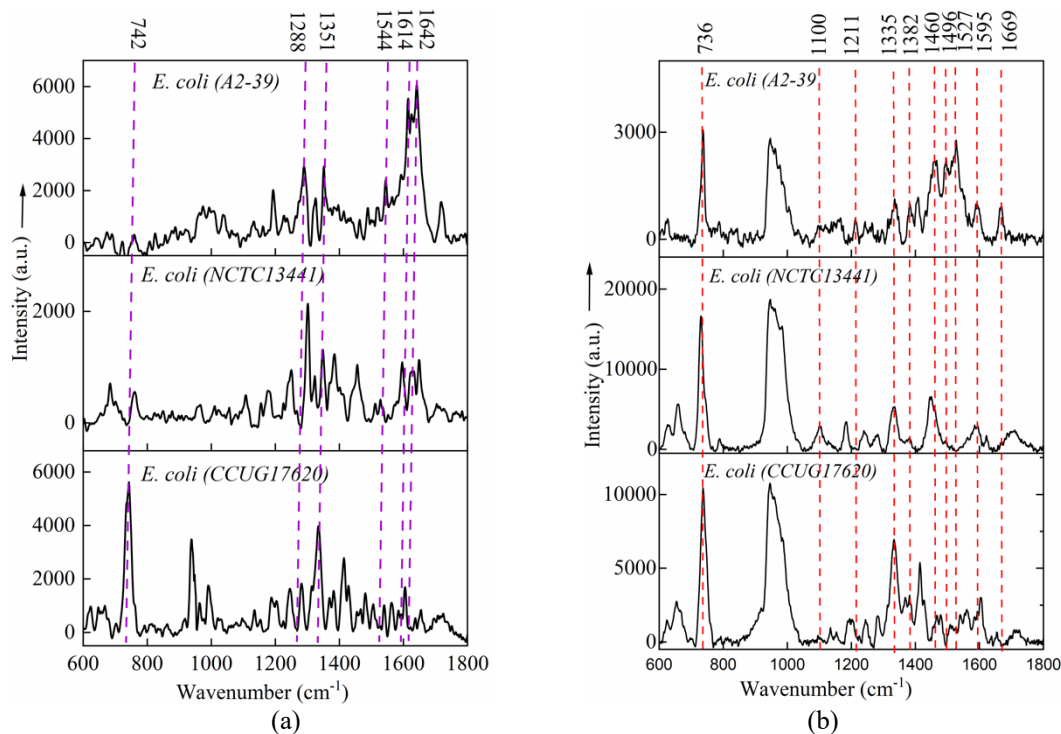 742
1288
1351
1544
1614
1642
E. coli (A2-39)
6000
4000
2000
0
E. coli (NCTC13441)
2000
0
E. coli (CCUG17620)
6000
4000
2000
0
600 800 1000 1200 1400 1600 1800
Intensity (a.u.)
Wavenumber (cm⁻¹)
(a)
736
1100
1211
1335
1382
1460
1496
1527
1595
1669
E. coli (A2-39
3000
0
E. coli (NCTC13441)
20000
10000
0
E. coli (CCUG17620)
10000
5000
0
600 800 1000 1200 1400 1600 1800
Intensity (a.u.)
Wavenumber (cm⁻¹)
(b)